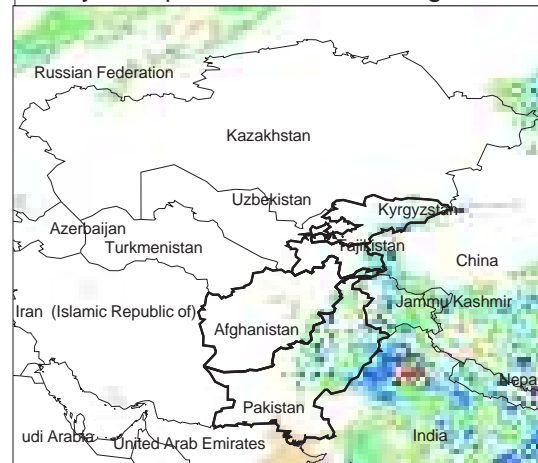 Russian Federation
Kazakhstan
Uzbekistan
Kyrgyzstan
Azerbaijan
Turkmenistan
Tajikistan
China
Iran (Islamic Republic of)
Jammu Kashmir
Afghanistan
Nepa
Pakistan
udi Arabia
United Arab Emirates
India